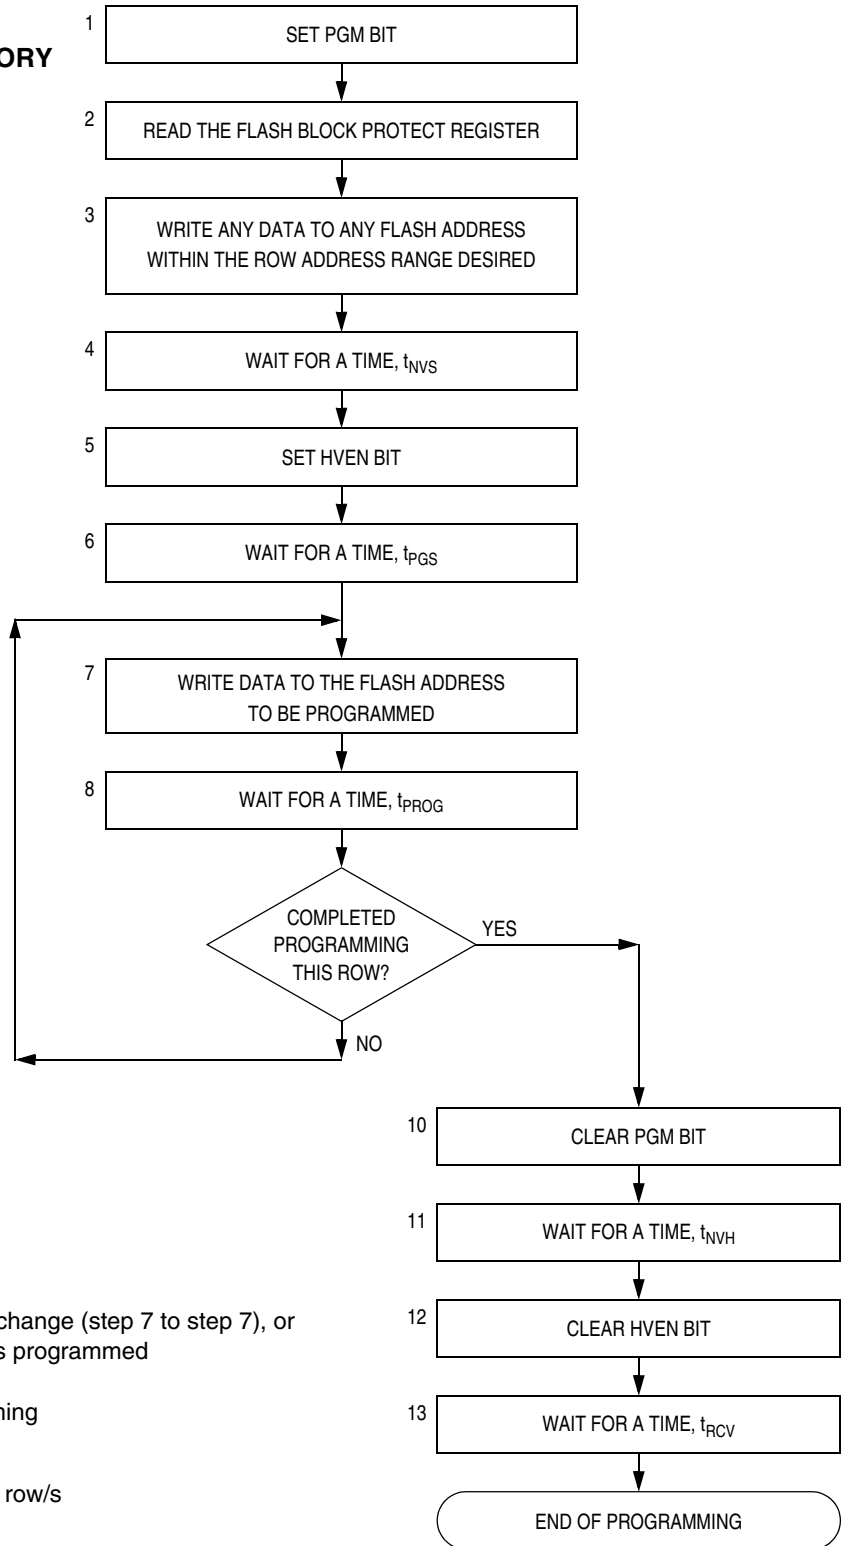 1
SET PGM BIT
ORY
2
READ THE FLASH BLOCK PROTECT REGISTER
3
WRITE ANY DATA TO ANY FLASH ADDRESS
WITHIN THE ROW ADDRESS RANGE DESIRED
4
WAIT FOR A TIME, tNVS
5
SET HVEN BIT
6
WAIT FOR A TIME, tPGS
7
WRITE DATA TO THE FLASH ADDRESS
TO BE PROGRAMMED
8
WAIT FOR A TIME, tPROG
COMPLETED
PROGRAMMING
THIS ROW?
YES
NO
10
CLEAR PGM BIT
11
WAIT FOR A TIME, tNVH
change (step 7 to step 7), or
s programmed
12
CLEAR HVEN BIT
ning
13
WAIT FOR A TIME, tRCV
row/s
END OF PROGRAMMING